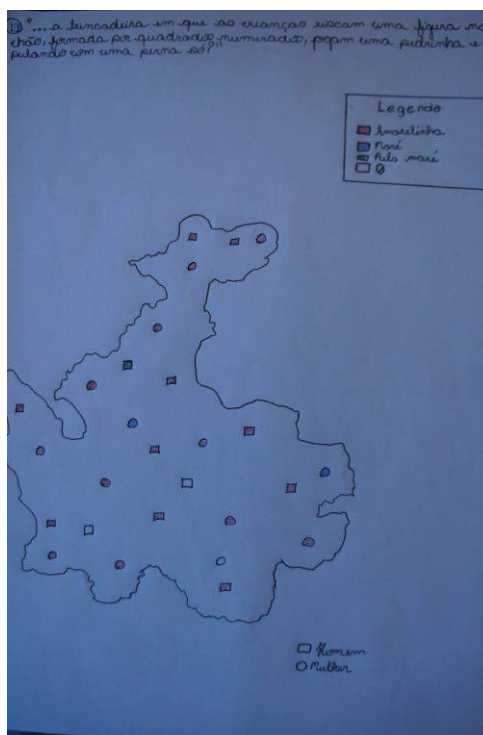 "....a brincadeira em que as crianças riscam uma figura no
chão, formada por quadrados numerados, jogam uma pedrinha e
pulando com uma perna só?"
Legenda
Amarelinha
Maré
Pula maré
Ø
Homem
Mulher